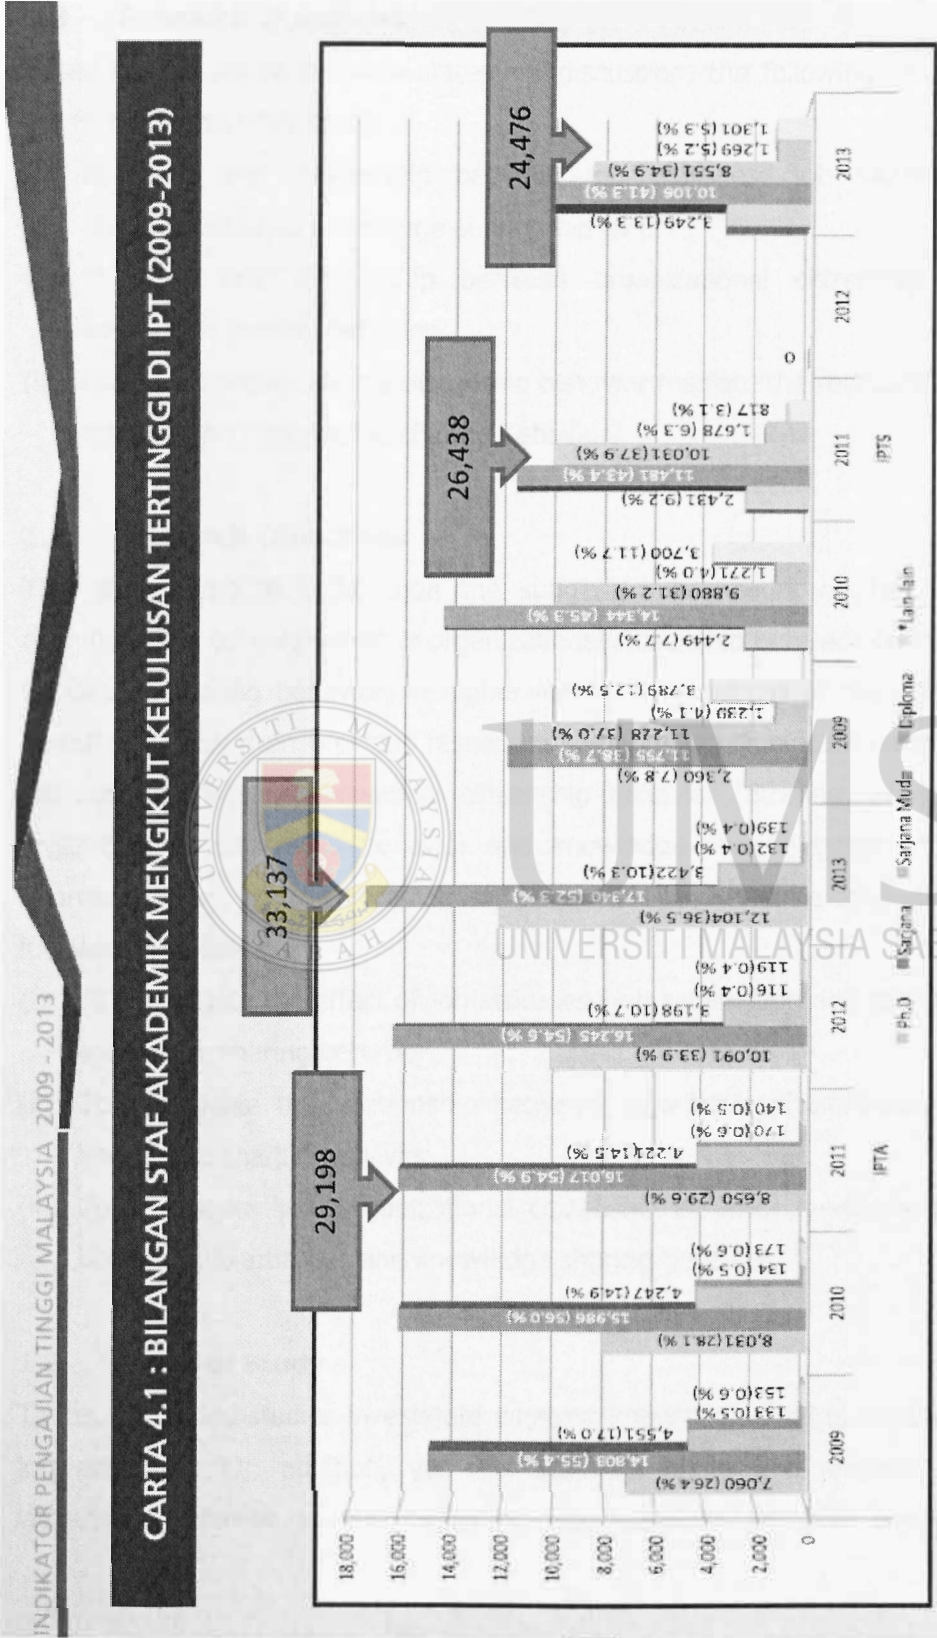 INDIKATOR PENGAJIAN TINGGI MALAYSIA 2009 - 2013
CARTA 4.1 : BILANGAN STAF AKADEMIK MENGIKUT KELULUSAN TERTINGGI DI IPT (2009-2013)
29,198
33,137
26,438
24,476
18,000
16,000
14,000
12,000
10,000
8,000
6,000
4,000
2,000
0
7,060 (26.4 %)
14,803 (55.4 %)
4,551(17.0 %)
133(0.5 %)
153(0.6 %)
8,031(28.1 %)
15,986 (56.0 %)
4,247(14.9 %)
134 (0.5 %)
173(0.6 %)
8,650 (29.6 %)
16,017 (54.9 %)
4,221(14.5 %)
170(0.6 %)
140(0.5 %)
10,091 (33.9 %)
16,245 (54.6 %)
3,198(10.7 %)
116(0.4 %)
119(0.4 %)
12,104(36.5 %)
17,340 (52.3 %)
3,422(10.3 %)
132(0.4 %)
139(0.4 %)
2,360(7.8 %)
11,755 (38.7 %)
11,228 (37.0 %)
1,239 (4.1 %)
3,789(12.5 %)
2,449(7.7 %)
14,344 (45.3 %)
9,880(31.2 %)
1,271(4.0 %)
3,700(11.7 %)
2,431 (9.2 %)
11,481 (43.4 %)
10,031(37.9 %)
1,678(6.3 %)
817(3.1 %)
0
3,249(13.3 %)
10,106 (41.3 %)
8,551(34.9 %)
1,269(5.2 %)
1,301(5.3 %)
2009 2010 2011 2012 2013 2009 2010 2011 2012 2013
IPTA IPTS
Ph.D Sarjana Sarjana Muda Diploma *Lain-lain
UNIVERSITI MALAYSIA
SABAH
UMS
UNIVERSITI MALAYSIA SA